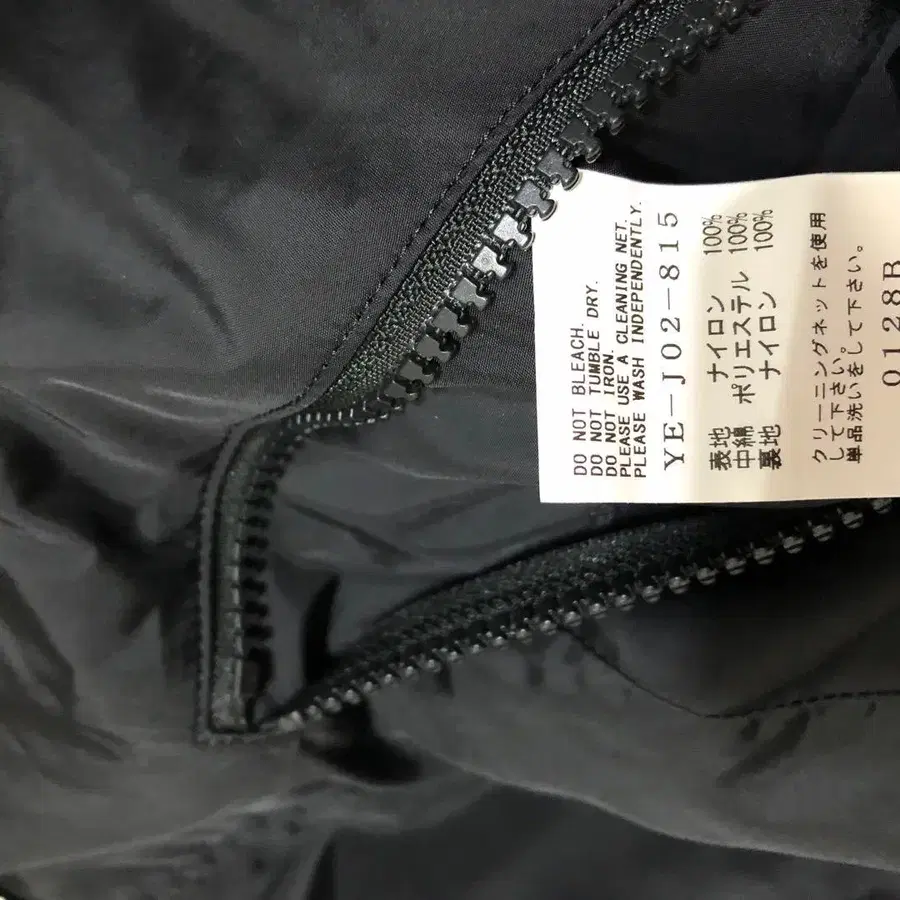 DO NOT BLEACH.
DO NOT TUMBLE DRY.
DO NOT IRON.
PLEASE USE A CLEANING NET.
PLEASE WASH INDEPENDENTLY.
YE-J02-815
表地 ナイロン 100%
中綿 ポリエステル 100%
裏地 ナイロン 100%
クリーニングネットを使用
して下さい。
単品洗いをして下さい。
0128B